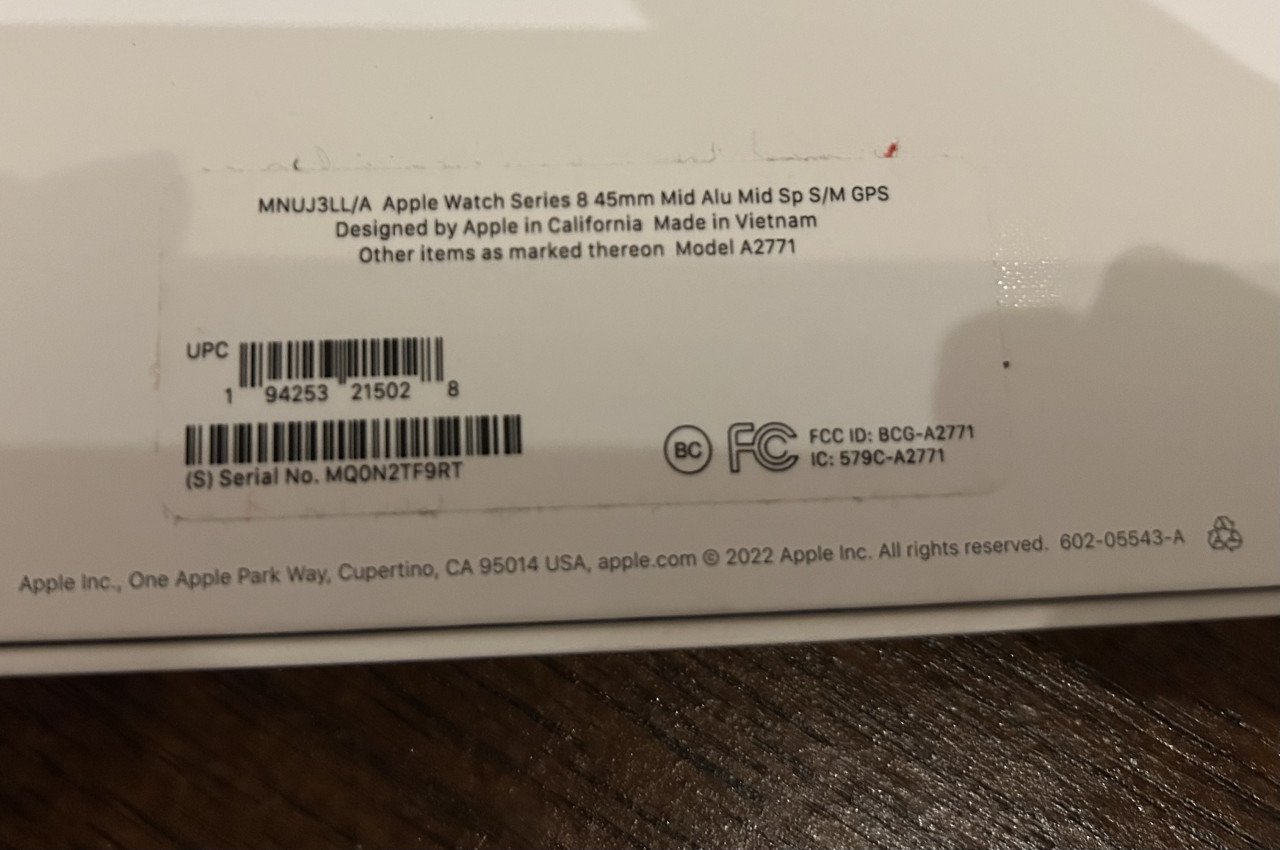 MNUJ3LL/A Apple Watch Series 8 45mm Mid Alu Mid Sp S/M GPS
Designed by Apple in California Made in Vietnam
Other items as marked thereon Model A2771
UPC
1 94253 21502 8
(S) Serial No. MQ0N2TF9RT
BC FC FCC ID: BCG-A2771
IC: 579C-A2771
Apple Inc., One Apple Park Way, Cupertino, CA 95014 USA, apple.com © 2022 Apple Inc. All rights reserved. 602-05543-A